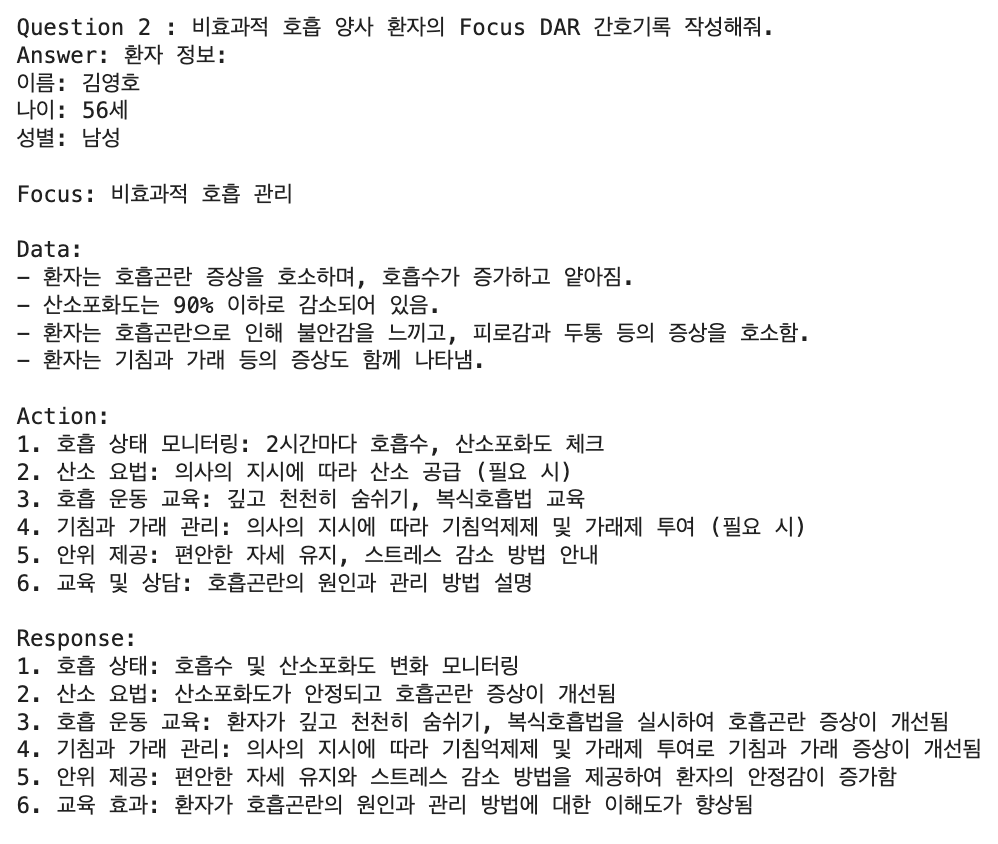 Question 2 : 비효과적 호흡 양사 환자의 Focus DAR 간호기록 작성해줘.
Answer: 환자 정보:
이름: 김영호
나이: 56세
성별: 남성
Focus: 비효과적 호흡 관리
Data:
- 환자는 호흡곤란 증상을 호소하며, 호흡수가 증가하고 얕아짐.
- 산소포화도는 90% 이하로 감소되어 있음.
- 환자는 호흡곤란으로 인해 불안감을 느끼고, 피로감과 두통 등의 증상을 호소함.
- 환자는 기침과 가래 등의 증상도 함께 나타냄.
Action:
1. 호흡 상태 모니터링: 2시간마다 호흡수, 산소포화도 체크
2. 산소 요법: 의사의 지시에 따라 산소 공급 (필요 시)
3. 호흡 운동 교육: 깊고 천천히 숨쉬기, 복식호흡법 교육
4. 기침과 가래 관리: 의사의 지시에 따라 기침억제제 및 가래제 투여 (필요 시)
5. 안위 제공: 편안한 자세 유지, 스트레스 감소 방법 안내
6. 교육 및 상담: 호흡곤란의 원인과 관리 방법 설명
Response:
1. 호흡 상태: 호흡수 및 산소포화도 변화 모니터링
2. 산소 요법: 산소포화도가 안정되고 호흡곤란 증상이 개선됨
3. 호흡 운동 교육: 환자가 깊고 천천히 숨쉬기, 복식호흡법을 실시하여 호흡곤란 증상이 개선됨
4. 기침과 가래 관리: 의사의 지시에 따라 기침억제제 및 가래제 투여로 기침과 가래 증상이 개선됨
5. 안위 제공: 편안한 자세 유지와 스트레스 감소 방법을 제공하여 환자의 안정감이 증가함
6. 교육 효과: 환자가 호흡곤란의 원인과 관리 방법에 대한 이해도가 향상됨